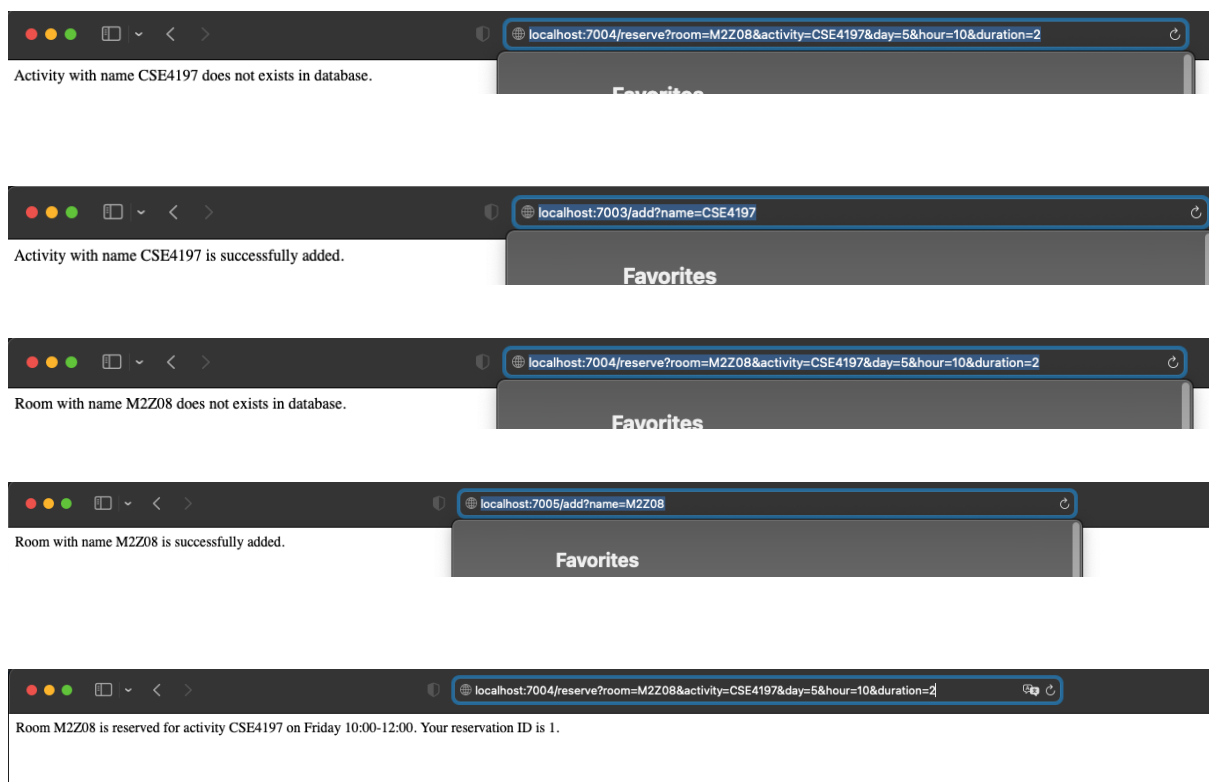 localhost:7004/reserve?room=M2Z08&activity=CSE4197&day=5&hour=10&duration=2
Activity with name CSE4197 does not exists in database.
Favorites
localhost:7003/add?name=CSE4197
Activity with name CSE4197 is successfully added.
Favorites
localhost:7004/reserve?room=M2Z08&activity=CSE4197&day=5&hour=10&duration=2
Room with name M2Z08 does not exists in database.
Favorites
localhost:7005/add?name=M2Z08
Room with name M2Z08 is successfully added.
Favorites
localhost:7004/reserve?room=M2Z08&activity=CSE4197&day=5&hour=10&duration=2
Room M2Z08 is reserved for activity CSE4197 on Friday 10:00-12:00. Your reservation ID is 1.